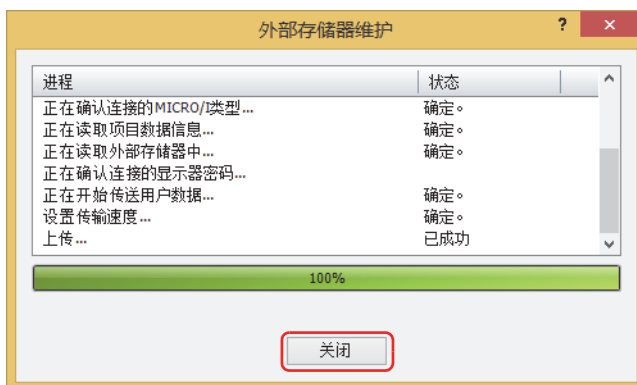 外部存储器维护 ? ×
进程 状态
正在确认连接的MICRO/I类型... 确定。
正在读取项目数据信息... 确定。
正在读取外部存储器中... 确定。
正在确认连接的显示器密码...
正在开始传送用户数据... 确定。
设置传输速度... 确定。
上传... 已成功
100%
关闭